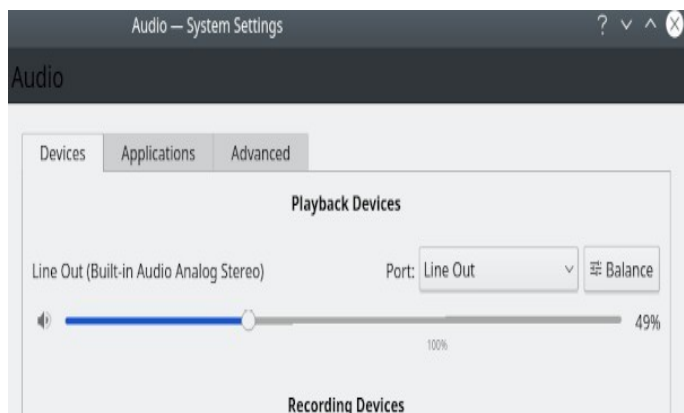 Audio — System Settings
Audio
Devices Applications Advanced
Playback Devices
Line Out (Built-in Audio Analog Stereo) Port: Line Out Balance
49%
100%
Recording Devices